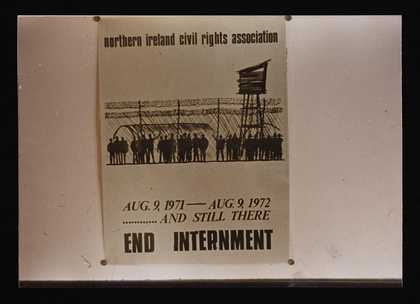 northern ireland civil rights association
AUG. 9, 1971 — AUG. 9, 1972
............ AND STILL THERE
END INTERNMENT